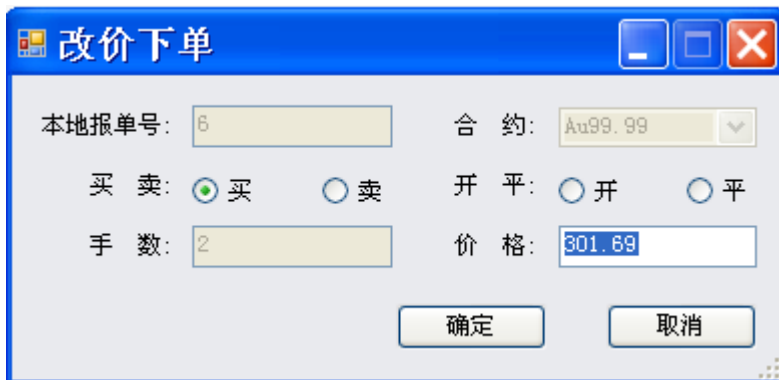 改价下单
本地报单号: 6 合 约: Au99.99
买 卖: 买 卖 开 平: 开 平
手 数: 2 价 格: 301.69
确定 取消